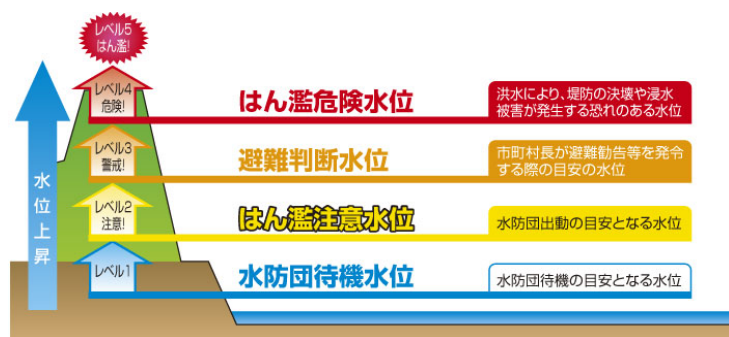 レベル5
はん濫!
レベル4
危険!
はん濫危険水位
洪水により、堤防の決壊や浸水
被害が発生する恐れのある水位
レベル3
警戒!
避難判断水位
市町村長が避難勧告等を発令
する際の目安の水位
レベル2
注意!
はん濫注意水位
水防団出動の目安となる水位
レベル1
水防団待機水位
水防団待機の目安となる水位
水位上昇